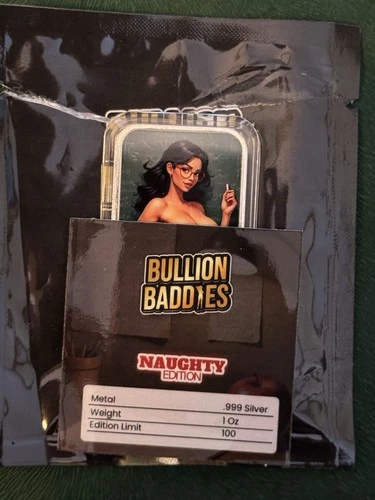 BULLION
BADDIES
NAUGHTY
EDITION
Metal .999 Silver
Weight 1 Oz
Edition Limit 100